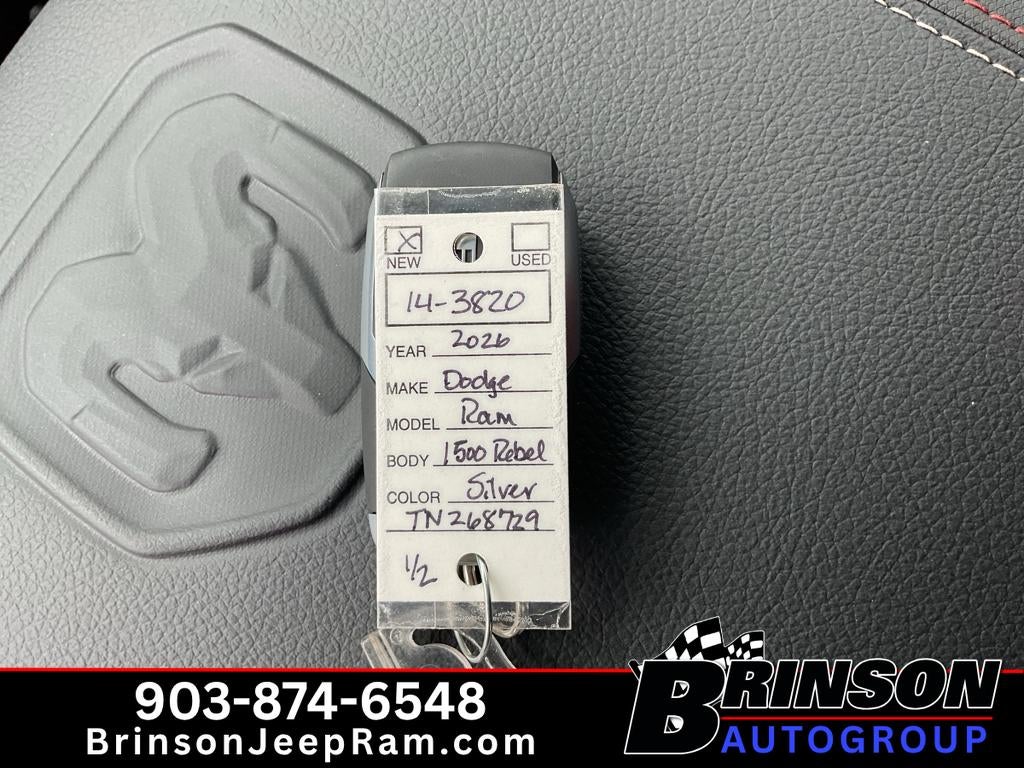 X
NEW USED
14-3820
YEAR 2026
MAKE Dodge
MODEL Ram
BODY 1500 Rebel
COLOR Silver
TN268729
1/2
903-874-6548
BrinsonJeepRam.com
BRINSON
AUTOGROUP